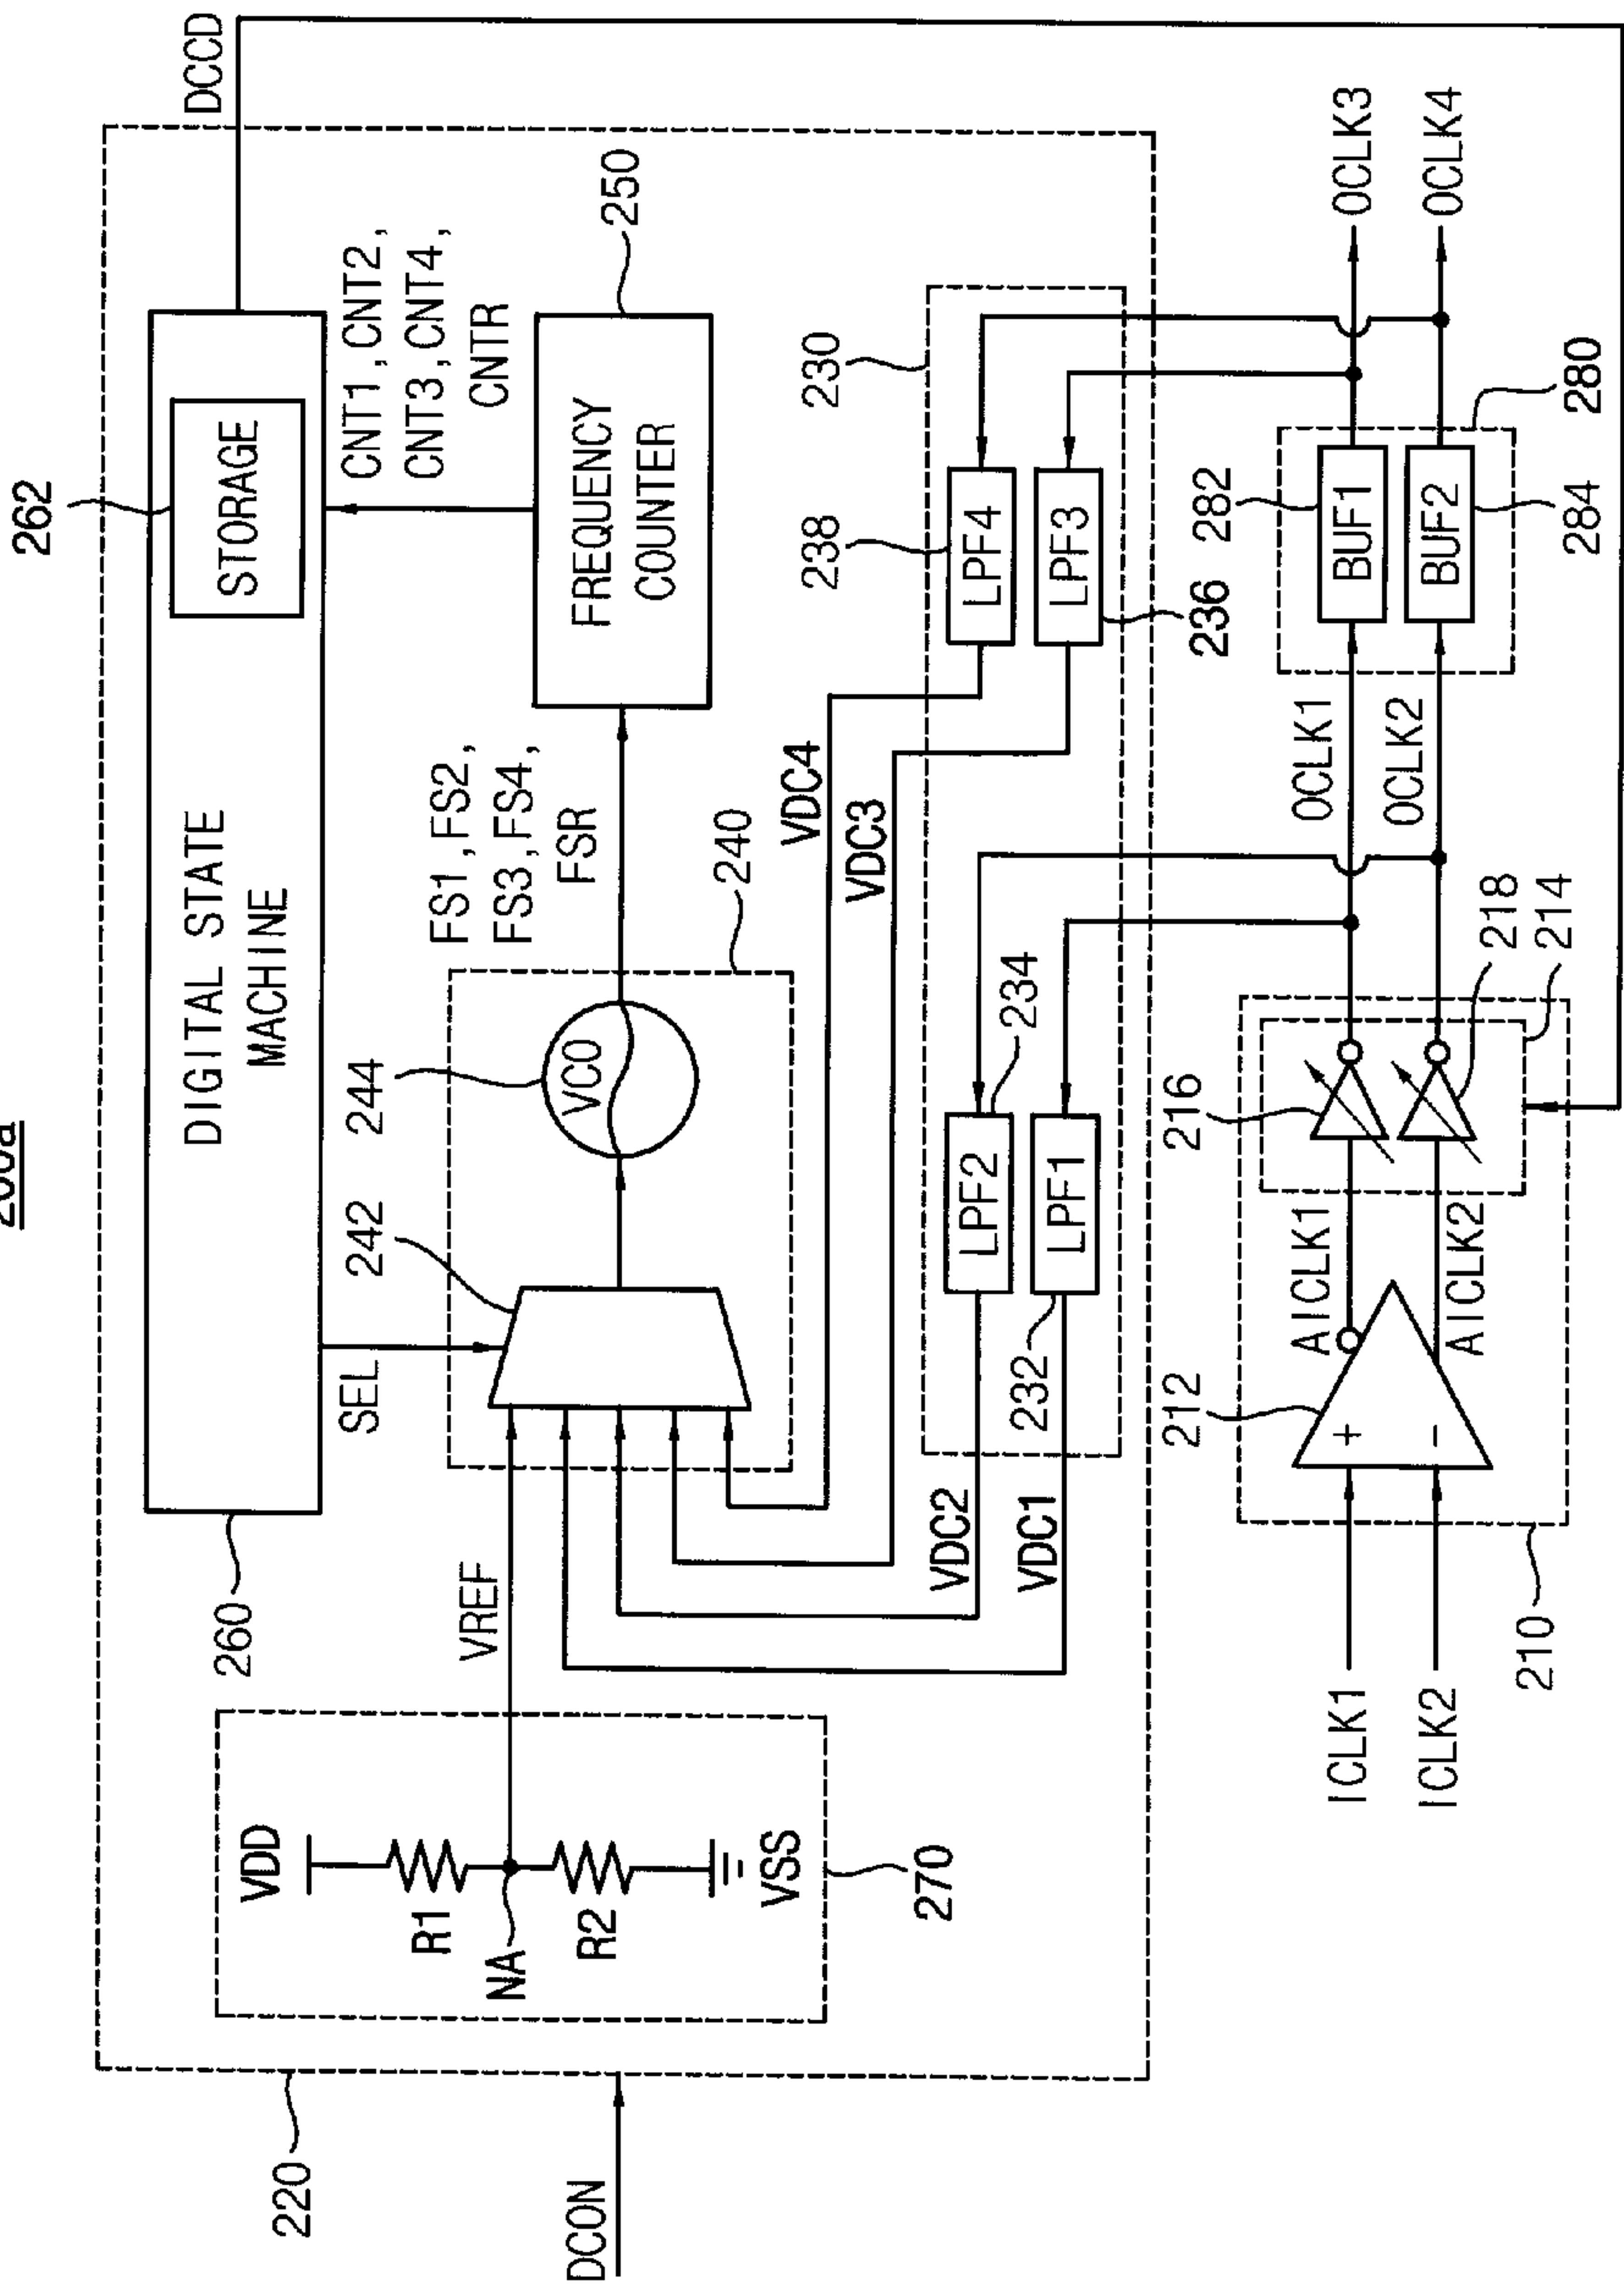 262
STORAGE
DIGITAL STATE
MACHINE
DCCD
260
SEL
CNT1,CNT2,
CNT3,CNT4,
CNTR
242
244
VCO
FS1,FS2,
FS3,FS4,
FSR
FREQUENCY
COUNTER
250
240
VDD
R1
NA
R2
VSS
270
VREF
220
DCON
VDC4
VDC3
238
230
VDC2
VDC1
LPF2
234
LPF4
232
LPF1
LPF3
236
212
216
ICLK1
+
AICLK1
OCLK1
282
BUF1
OCLK3
ICLK2
-
AICLK2
OCLK2
BUF2
OCLK4
210
218
214
284
280